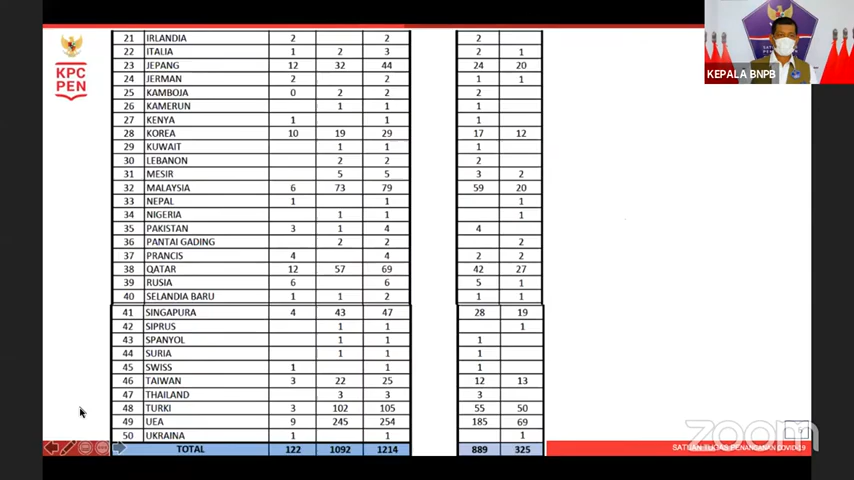 KPC
PEN
21 IRLANDIA 2 2 2
22 ITALIA 1 2 3 2 1
23 JEPANG 12 32 44 24 20
24 JERMAN 2 2 1 1
25 KAMBOJA 0 2 2 2
26 KAMERUN 1 1 1
27 KENYA 1 1 1
28 KOREA 10 19 29 17 12
29 KUWAIT 1 1 1
30 LEBANON 2 2 2
31 MESIR 5 5 3 2
32 MALAYSIA 6 73 79 59 20
33 NEPAL 1 1 1
34 NIGERIA 1 1 1
35 PAKISTAN 3 1 4 4
36 PANTAI GADING 2 2 2
37 PRANCIS 4 4 2 2
38 QATAR 12 57 69 42 27
39 RUSIA 6 6 5 1
40 SELANDIA BARU 1 1 2 1 1
41 SINGAPURA 4 43 47 28 19
42 SIPRUS 1 1 1
43 SPANYOL 1 1 1
44 SURIA 1 1 1
45 SWISS 1 1 1
46 TAIWAN 3 22 25 12 13
47 THAILAND 3 3 3
48 TURKI 3 102 105 55 50
49 UEA 9 245 254 185 69
50 UKRAINA 1 1 1
TOTAL 122 1092 1214 889 325
KEPALA BNPB
zoom
SATUAN TUGAS PENANGANAN COVID-19